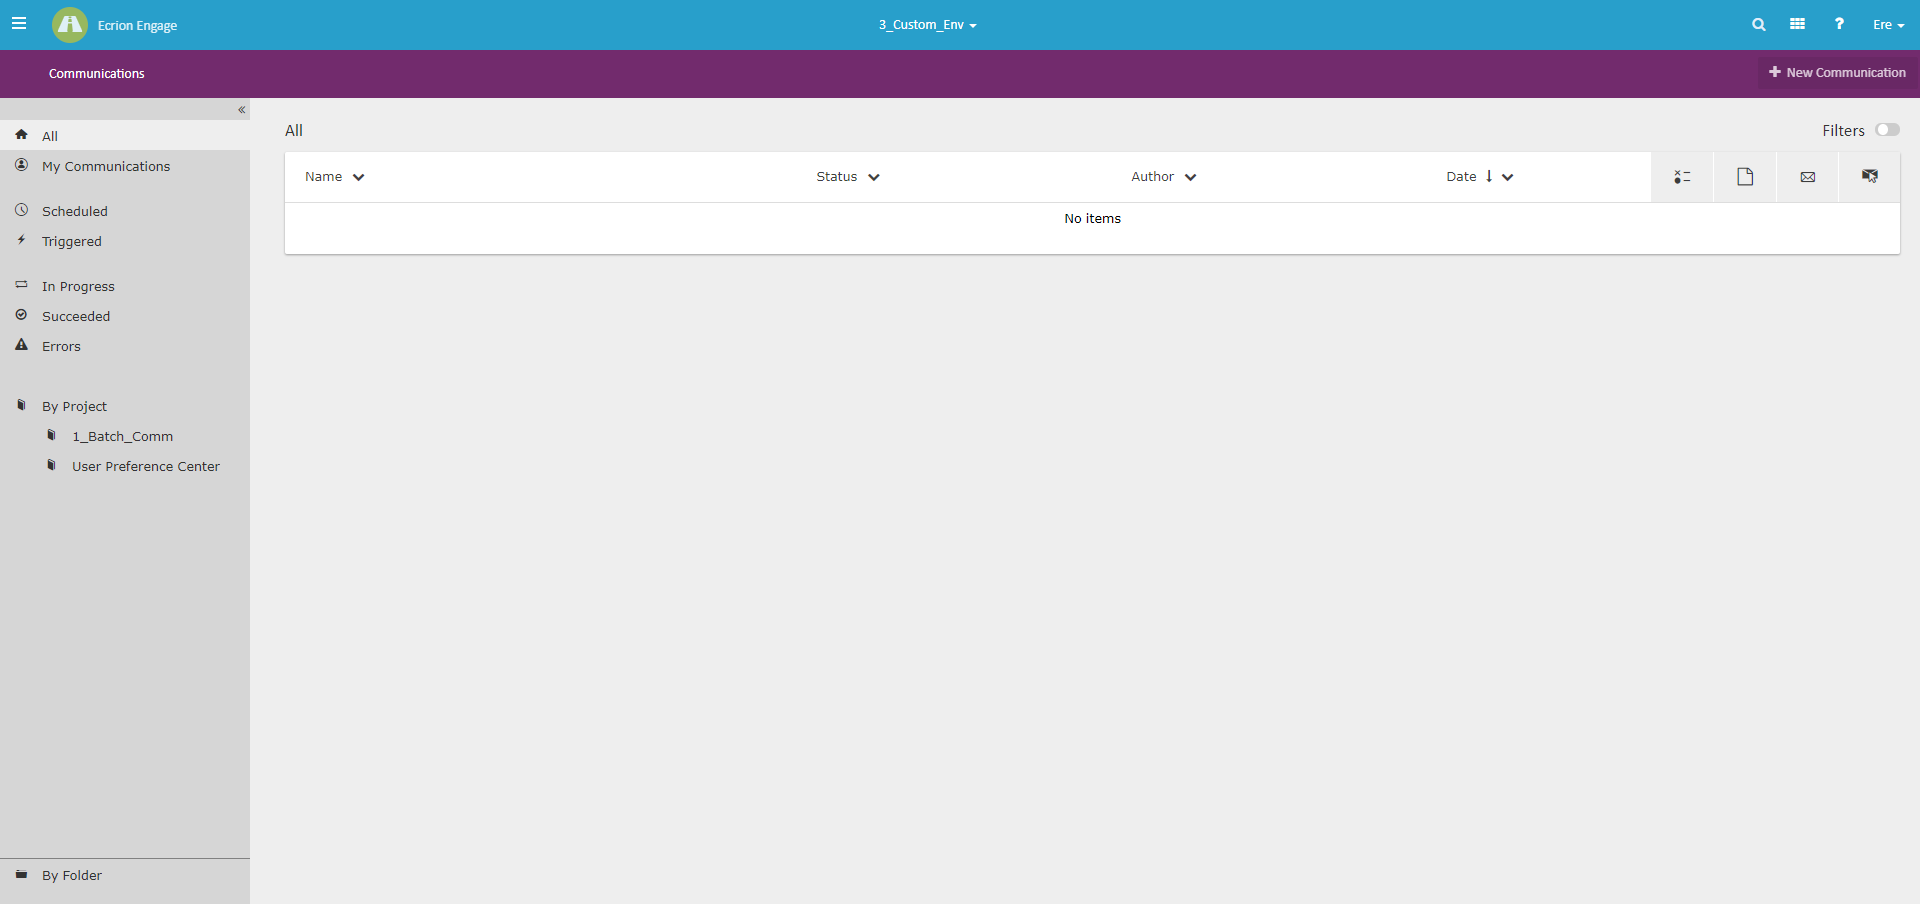 Ecrion Engage
3_Custom_Env
?
Ere
Communications
+ New Communication
«
All
My Communications
Scheduled
Triggered
In Progress
Succeeded
Errors
By Project
1_Batch_Comm
User Preference Center
By Folder
All
Filters
Name
Status
Author
Date
No items